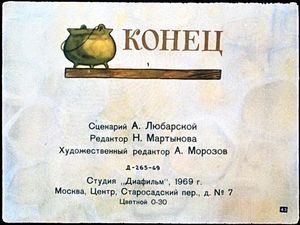 КОНЕЦ
Сценарий А. Любарской
Редактор Н. Мартынова
Художественный редактор А. Морозов
Д-265-69
Студия „Диафильм", 1969 г.
Москва, Центр, Старосадский пер., д. № 7
Цветной 0-30